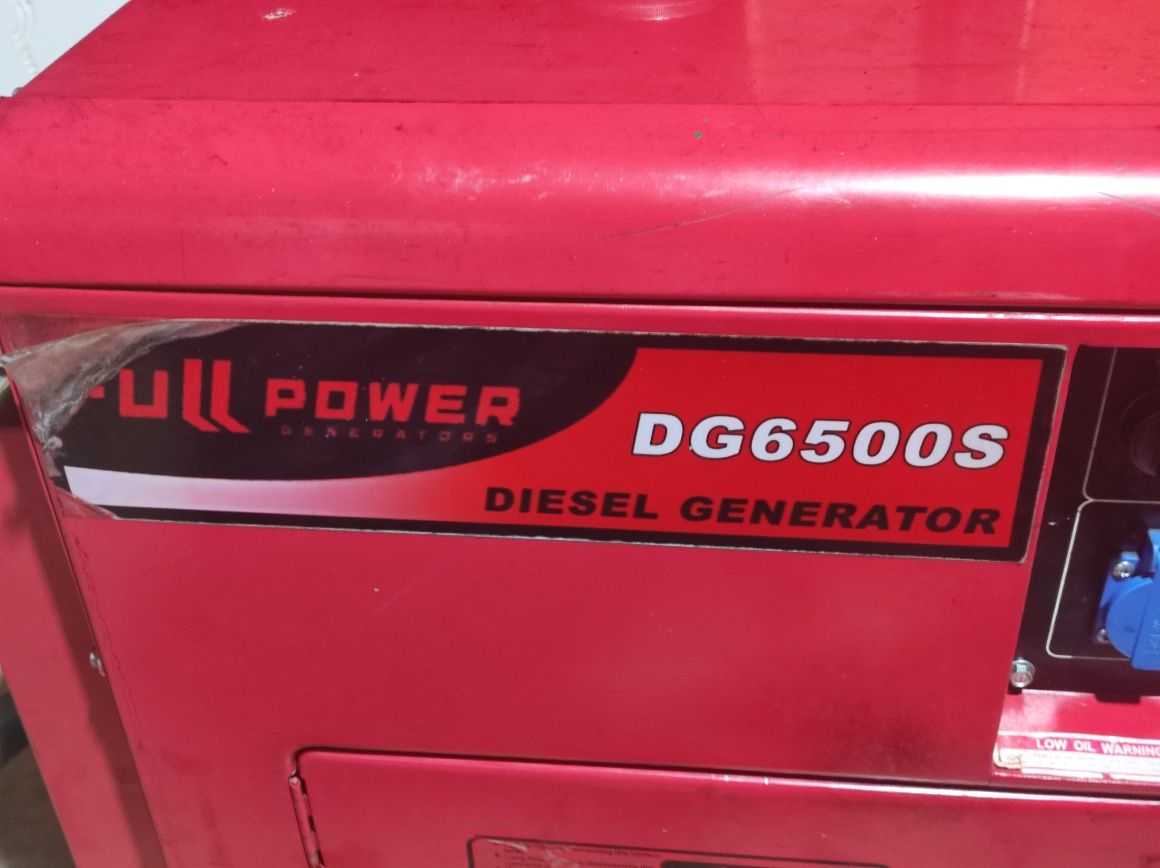 Full POWER
GENERATORS
DG6500S
DIESEL GENERATOR
LOW OIL WARNING